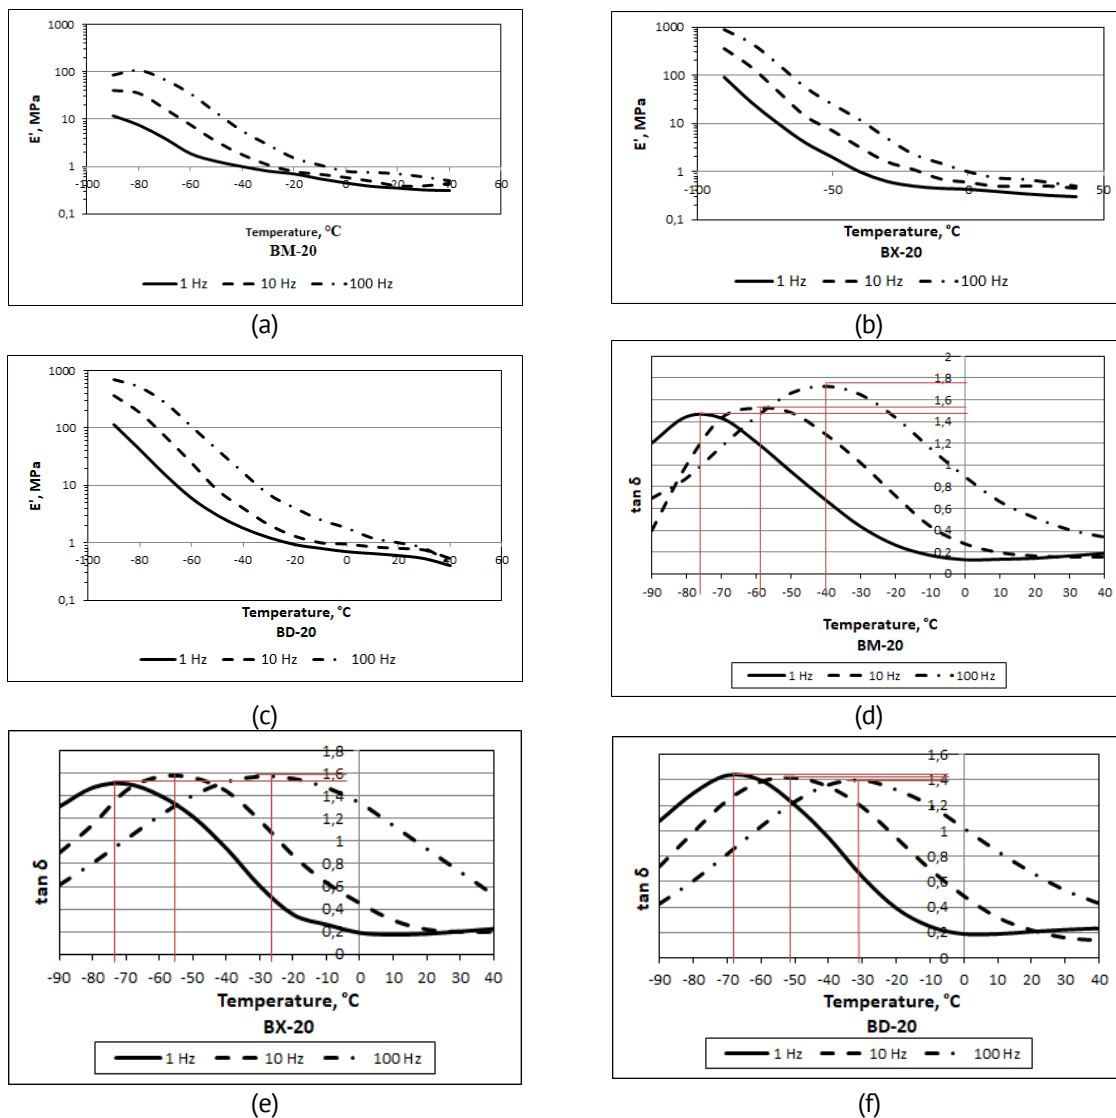 1000
100
10
1
0,1
E', MPa
-100 -80 -60 -40 -20 0 20 40 60
Temperature, °C
BM-20
1 Hz 10 Hz 100 Hz
(a)
1000
100
10
1
0,1
E', MPa
-100 -50 0 50
Temperature, °C
BX-20
1 Hz 10 Hz 100 Hz
(b)
1000
100
10
1
0,1
E', MPa
-100 -80 -60 -40 -20 0 20 40 60
Temperature, °C
BD-20
1 Hz 10 Hz 100 Hz
(c)
2
1,8
1,6
1,4
1,2
1
0,8
0,6
0,4
0,2
0
tan δ
-90 -80 -70 -60 -50 -40 -30 -20 -10 0 10 20 30 40
Temperature, °C
BM-20
1 Hz 10 Hz 100 Hz
(d)
1,8
1,6
1,4
1,2
1
0,8
0,6
0,4
0,2
0
tan δ
-90 -80 -70 -60 -50 -40 -30 -20 -10 0 10 20 30 40
Temperature, °C
BX-20
1 Hz 10 Hz 100 Hz
(e)
1,6
1,4
1,2
1
0,8
0,6
0,4
0,2
0
tan δ
-90 -80 -70 -60 -50 -40 -30 -20 -10 0 10 20 30 40
Temperature, °C
BD-20
1 Hz 10 Hz 100 Hz
(f)